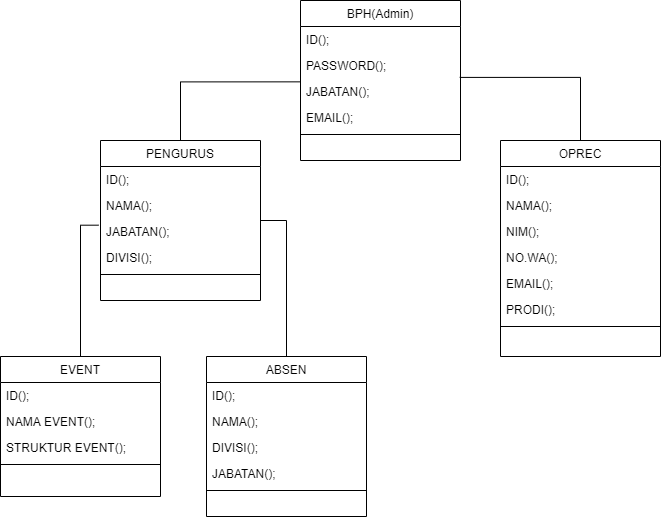 BPH(Admin)
ID();
PASSWORD();
JABATAN();
EMAIL();
PENGURUS
ID();
NAMA();
JABATAN();
DIVISI();
OPREC
ID();
NAMA();
NIM();
NO.WA();
EMAIL();
PRODI();
EVENT
ID();
NAMA EVENT();
STRUKTUR EVENT();
ABSEN
ID();
NAMA();
DIVISI();
JABATAN();